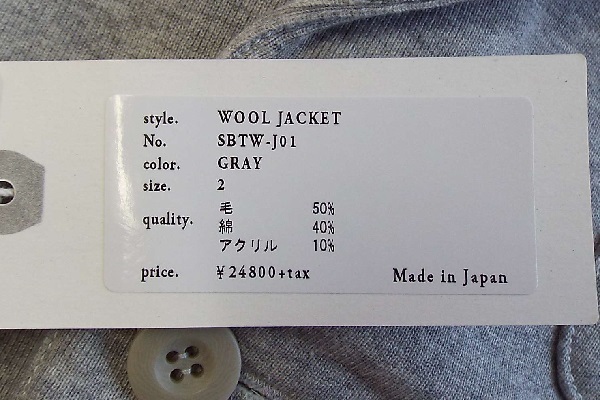 style. WOOL JACKET
No. SBTW-J01
color. GRAY
size. 2
quality. 毛 50%
綿 40%
アクリル 10%
price. ¥24800+tax Made in Japan